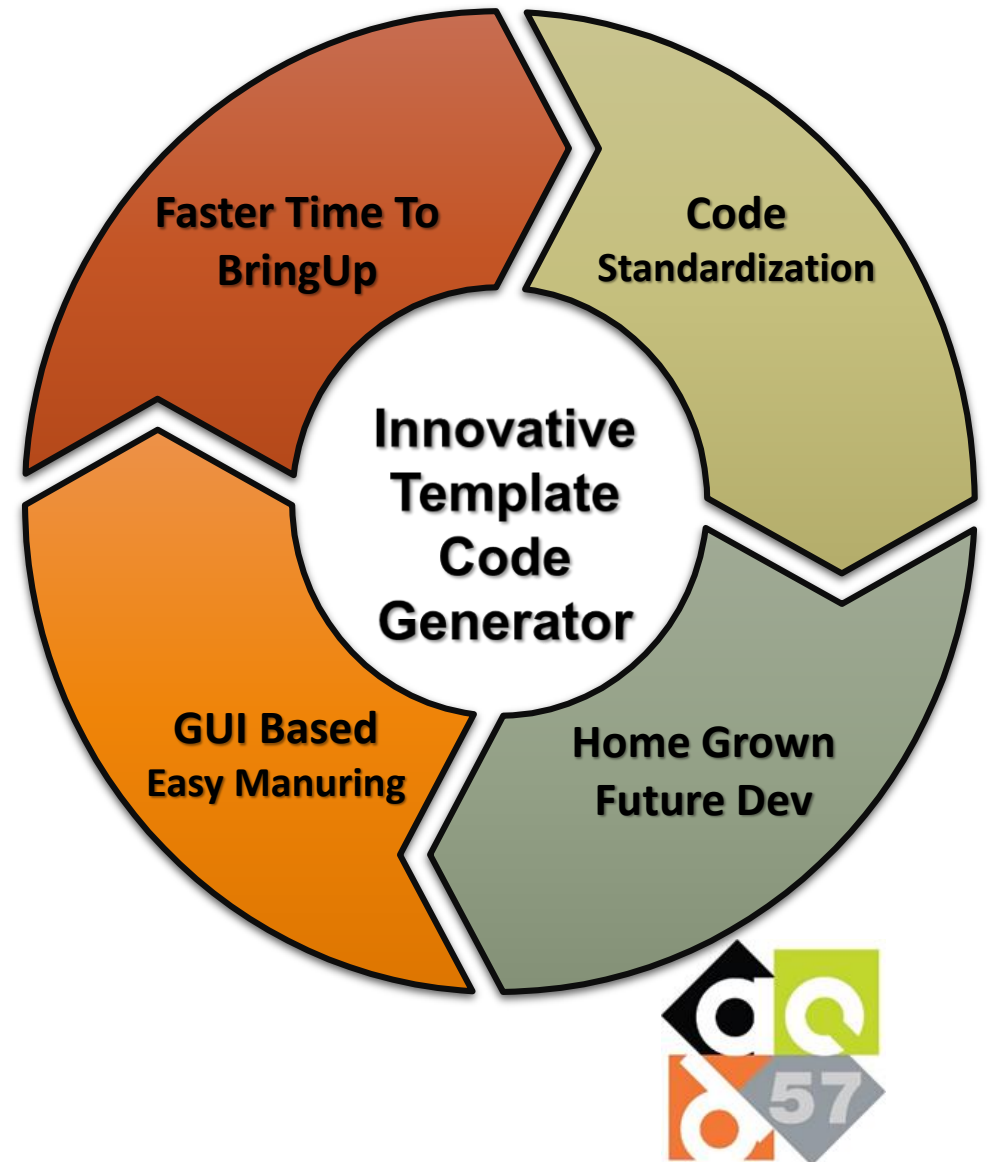 Faster Time To
BringUp
Code
Standardization
Innovative
Template
Code
Generator
GUI Based
Easy Manuring
Home Grown
Future Dev
57